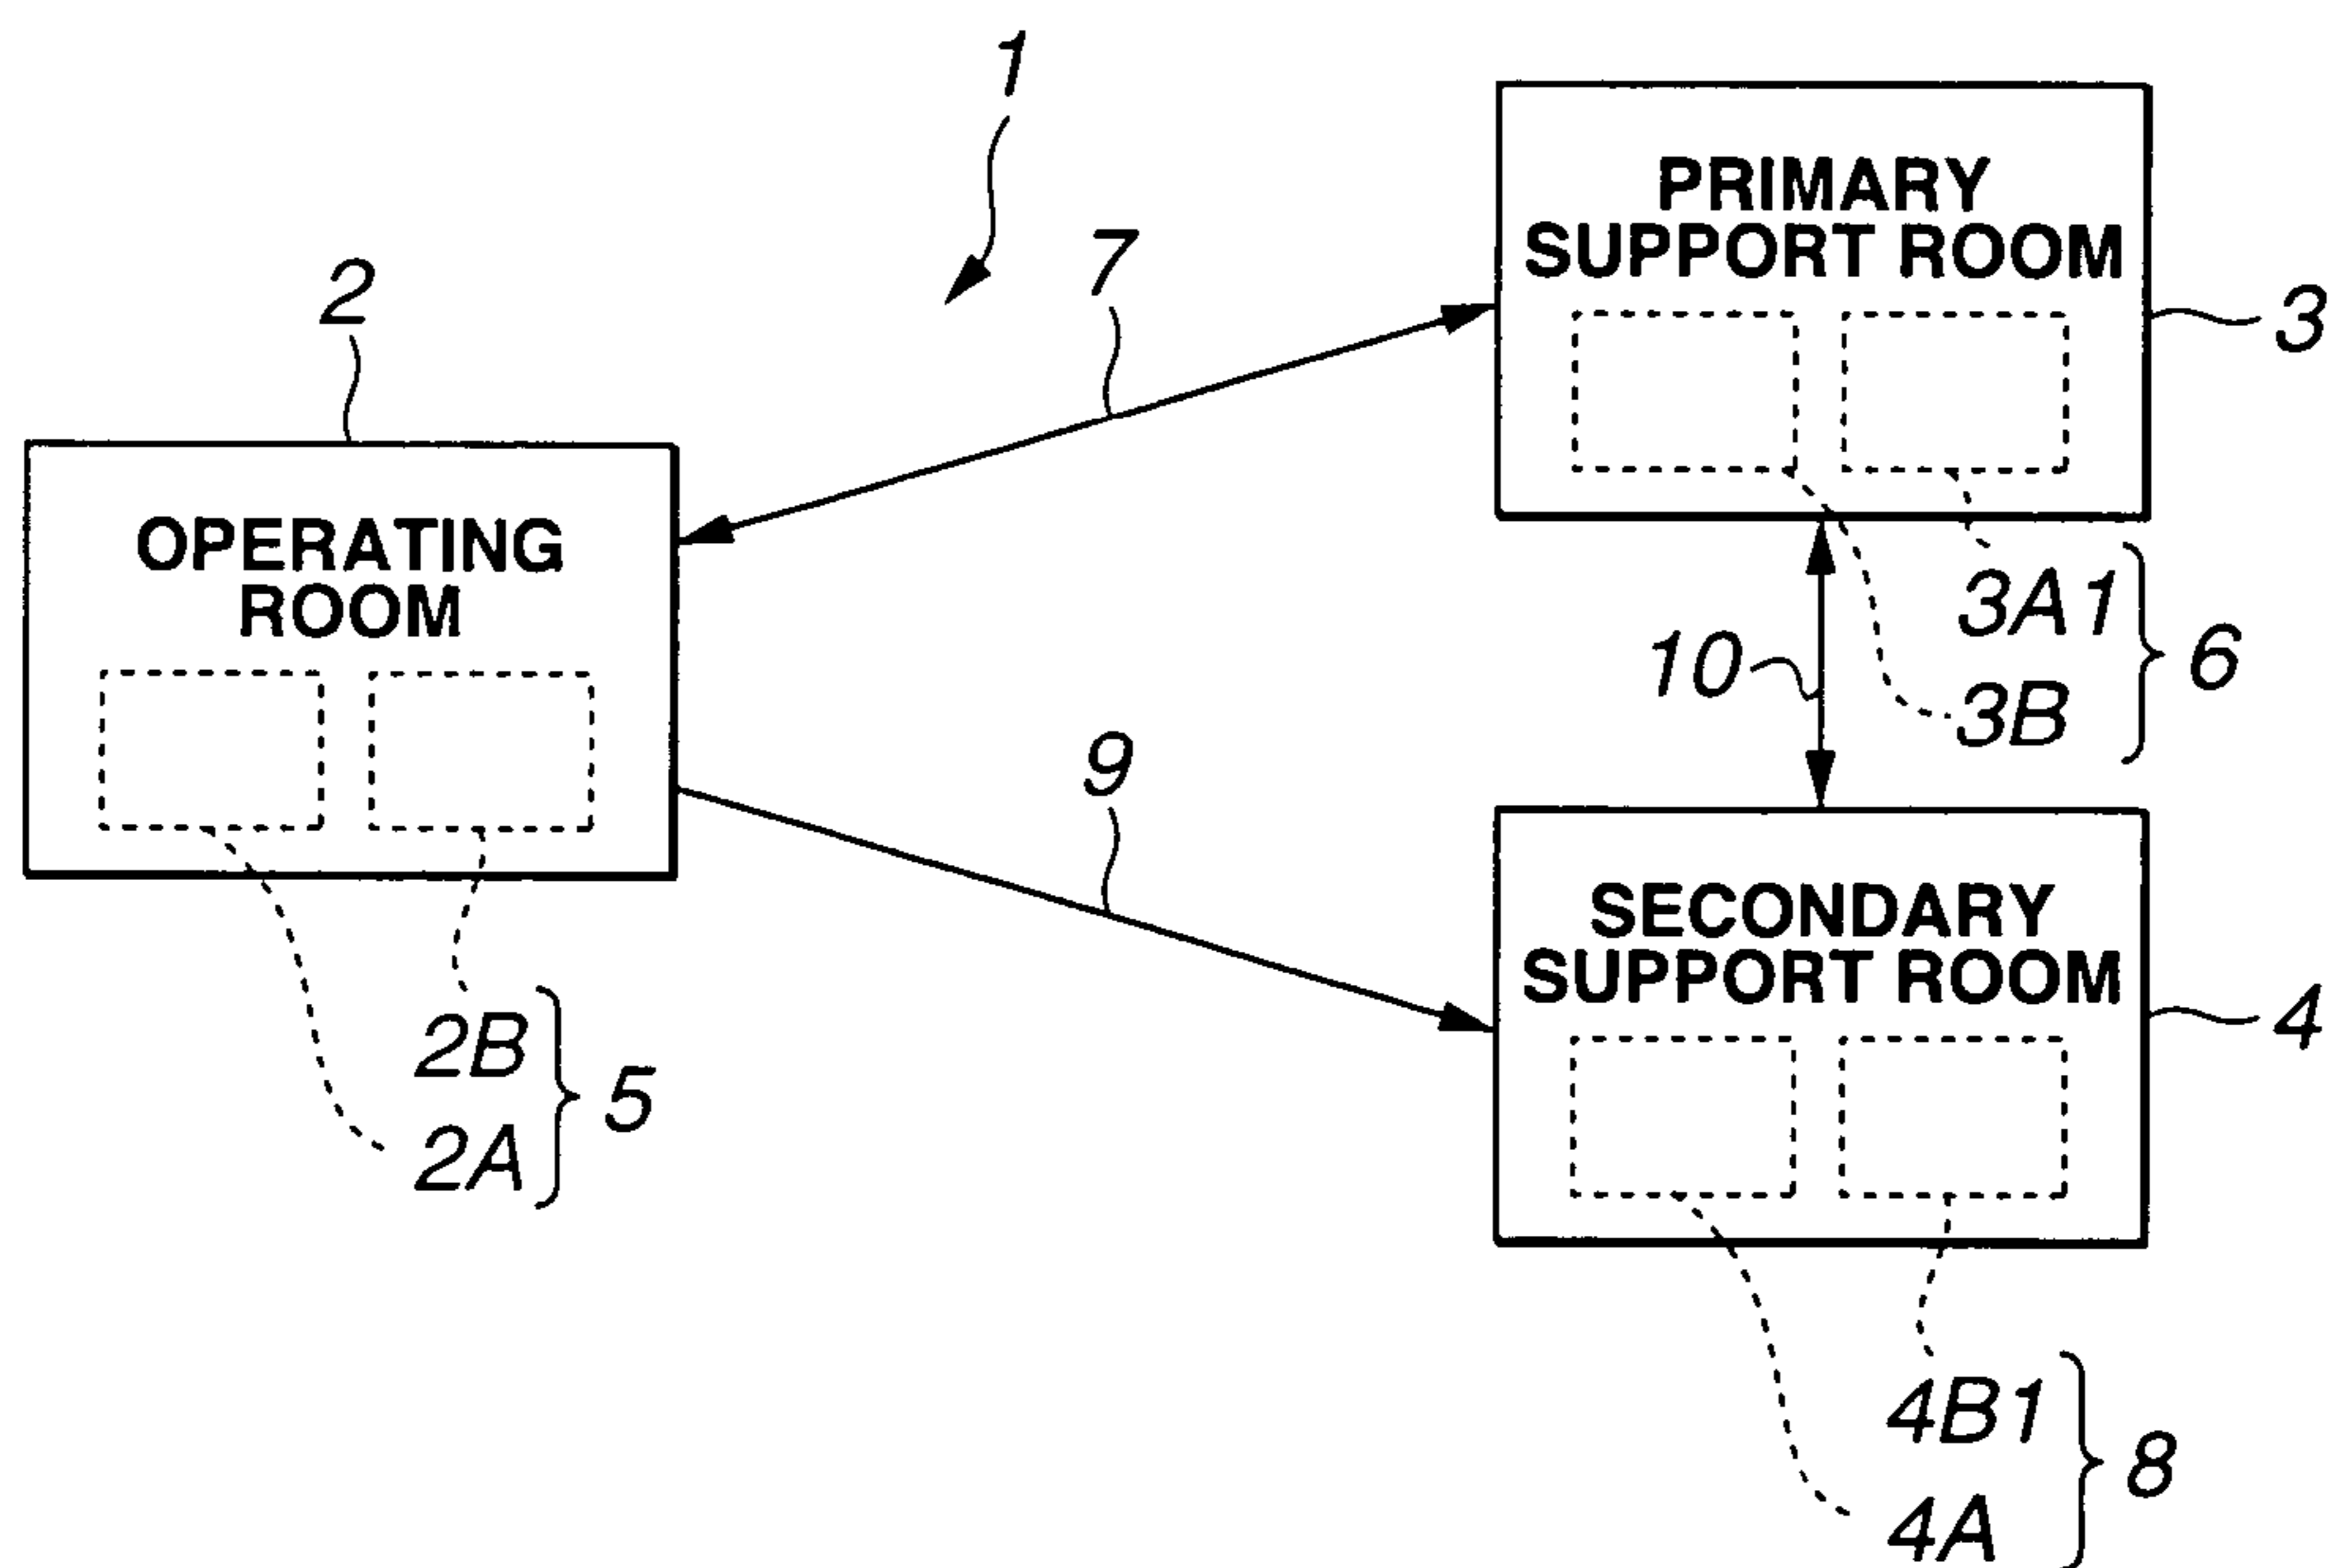 1
PRIMARY
SUPPORT ROOM
7
2
3
OPERATING
ROOM
3A1
6
10
3B
9
SECONDARY
SUPPORT ROOM
4
2B
5
2A
4B1
8
4A